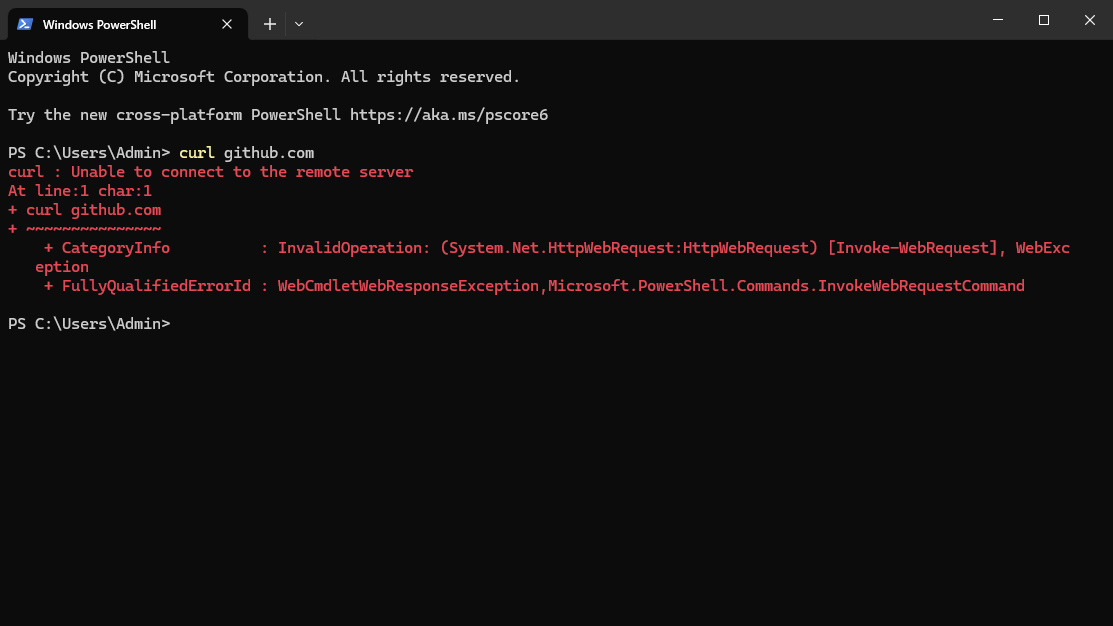 Windows PowerShell
Windows PowerShell
Copyright (C) Microsoft Corporation. All rights reserved.
Try the new cross-platform PowerShell https://aka.ms/pscore6
PS C:\Users\Admin> curl github.com
curl : Unable to connect to the remote server
At line:1 char:1
+ curl github.com
+ ~~~~~~~~~~~~~~~
    + CategoryInfo          : InvalidOperation: (System.Net.HttpWebRequest:HttpWebRequest) [Invoke-WebRequest], WebExc
   eption
    + FullyQualifiedErrorId : WebCmdletWebResponseException,Microsoft.PowerShell.Commands.InvokeWebRequestCommand
PS C:\Users\Admin>